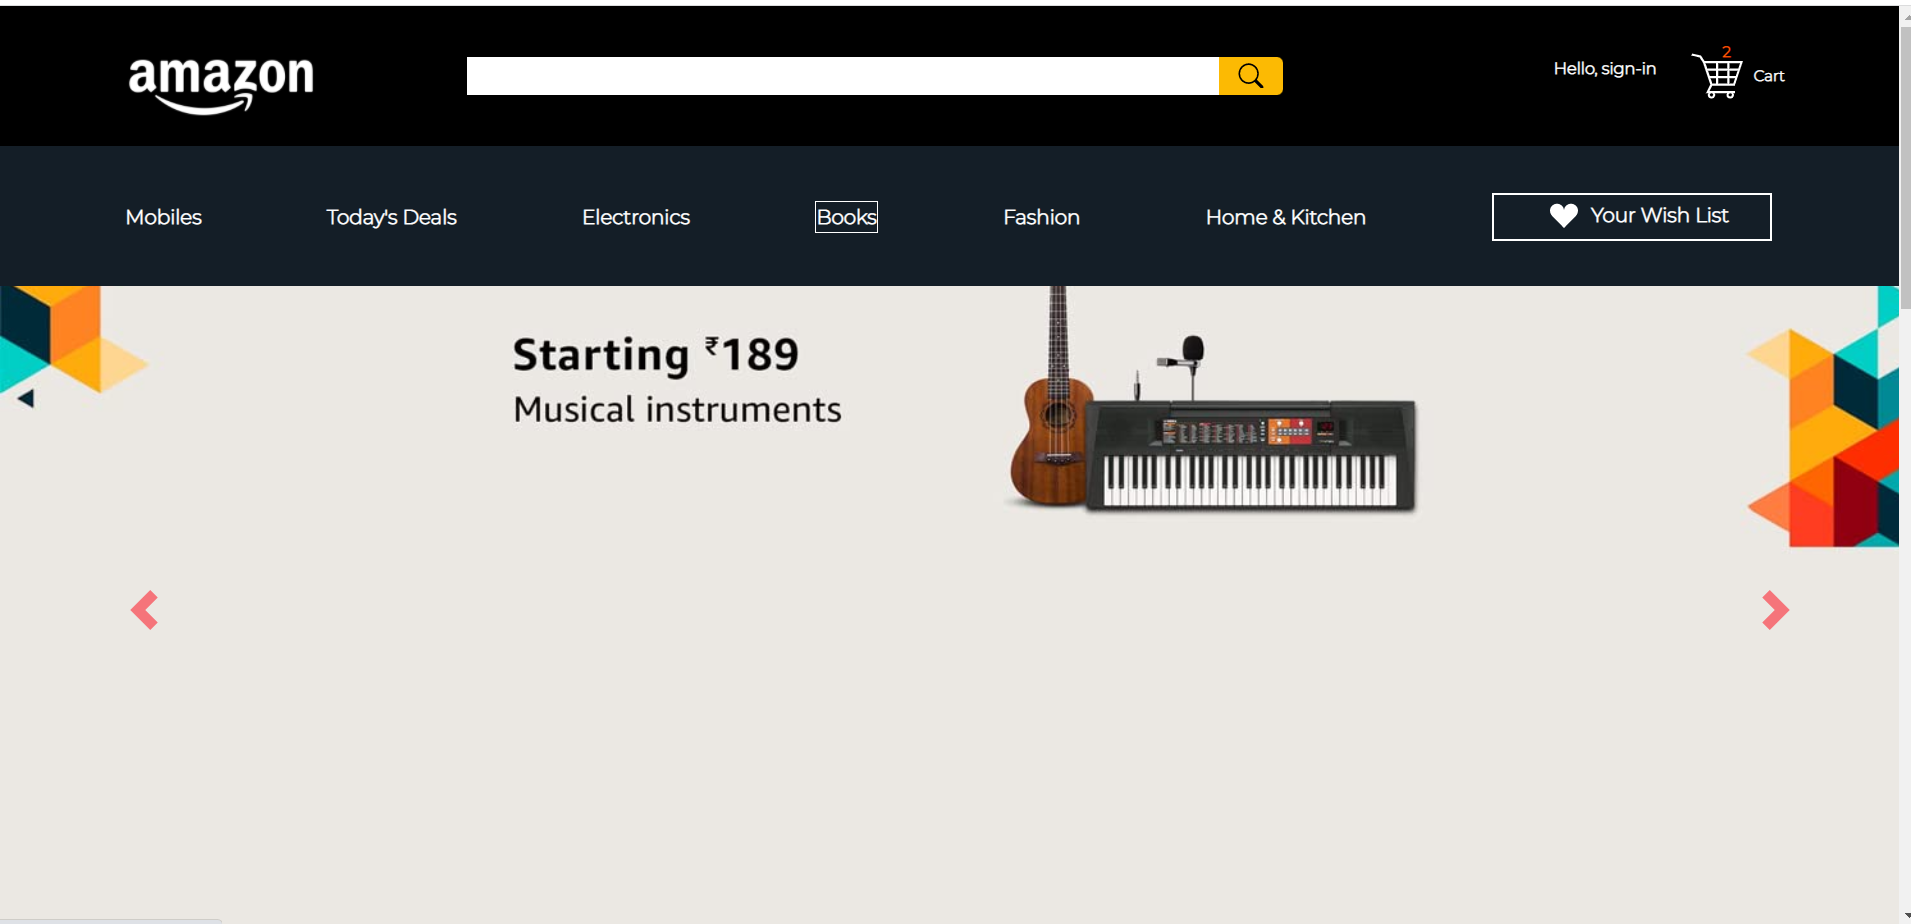 amazon
Hello, sign-in
2
Cart
Mobiles
Today's Deals
Electronics
Books
Fashion
Home & Kitchen
Your Wish List
Starting ₹189
Musical instruments